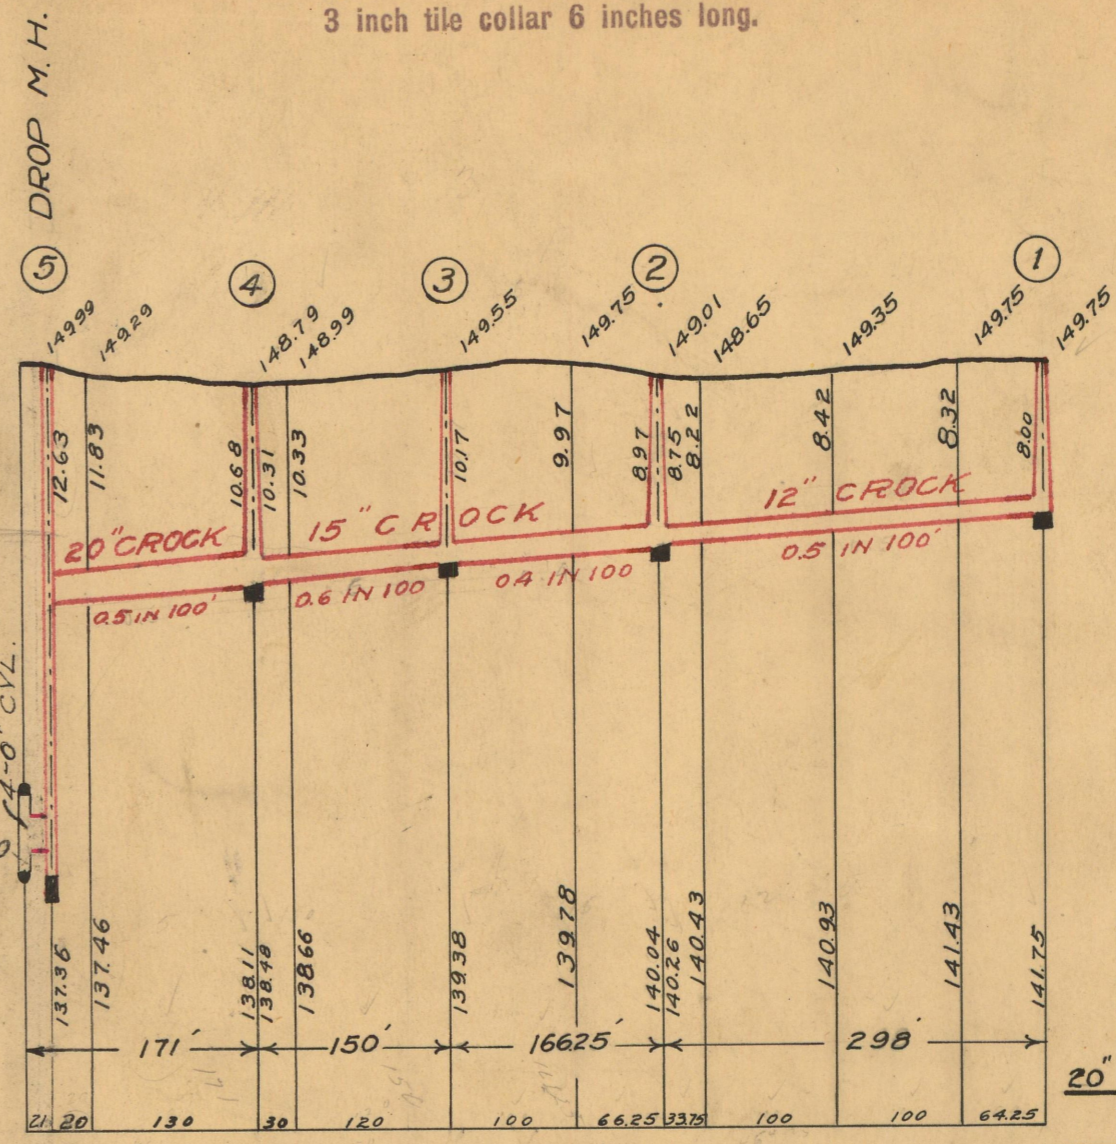 3 inch tile collar 6 inches long.
DROP M. H.
5 4 3 2 1
149.99 149.29 148.79 148.99 149.55 149.75 149.01 148.65 149.35 149.75 149.75
12.63 11.83 10.68 10.31 10.33 10.17 9.97 8.97 8.75 8.22 8.42 8.32 8.00
20" CROCK 15" CROCK 12" CROCK
0.5 IN 100' 0.6 IN 100 0.4 IN 100 0.5 IN 100'
4-0" CYL.
137.36 137.46 138.11 138.48 138.66 139.38 139.78 140.04 140.26 140.43 140.93 141.43 141.75
171' 150' 166.25' 298'
20"
21 20 130 30 120 100 66.25 33.75 100 100 64.25